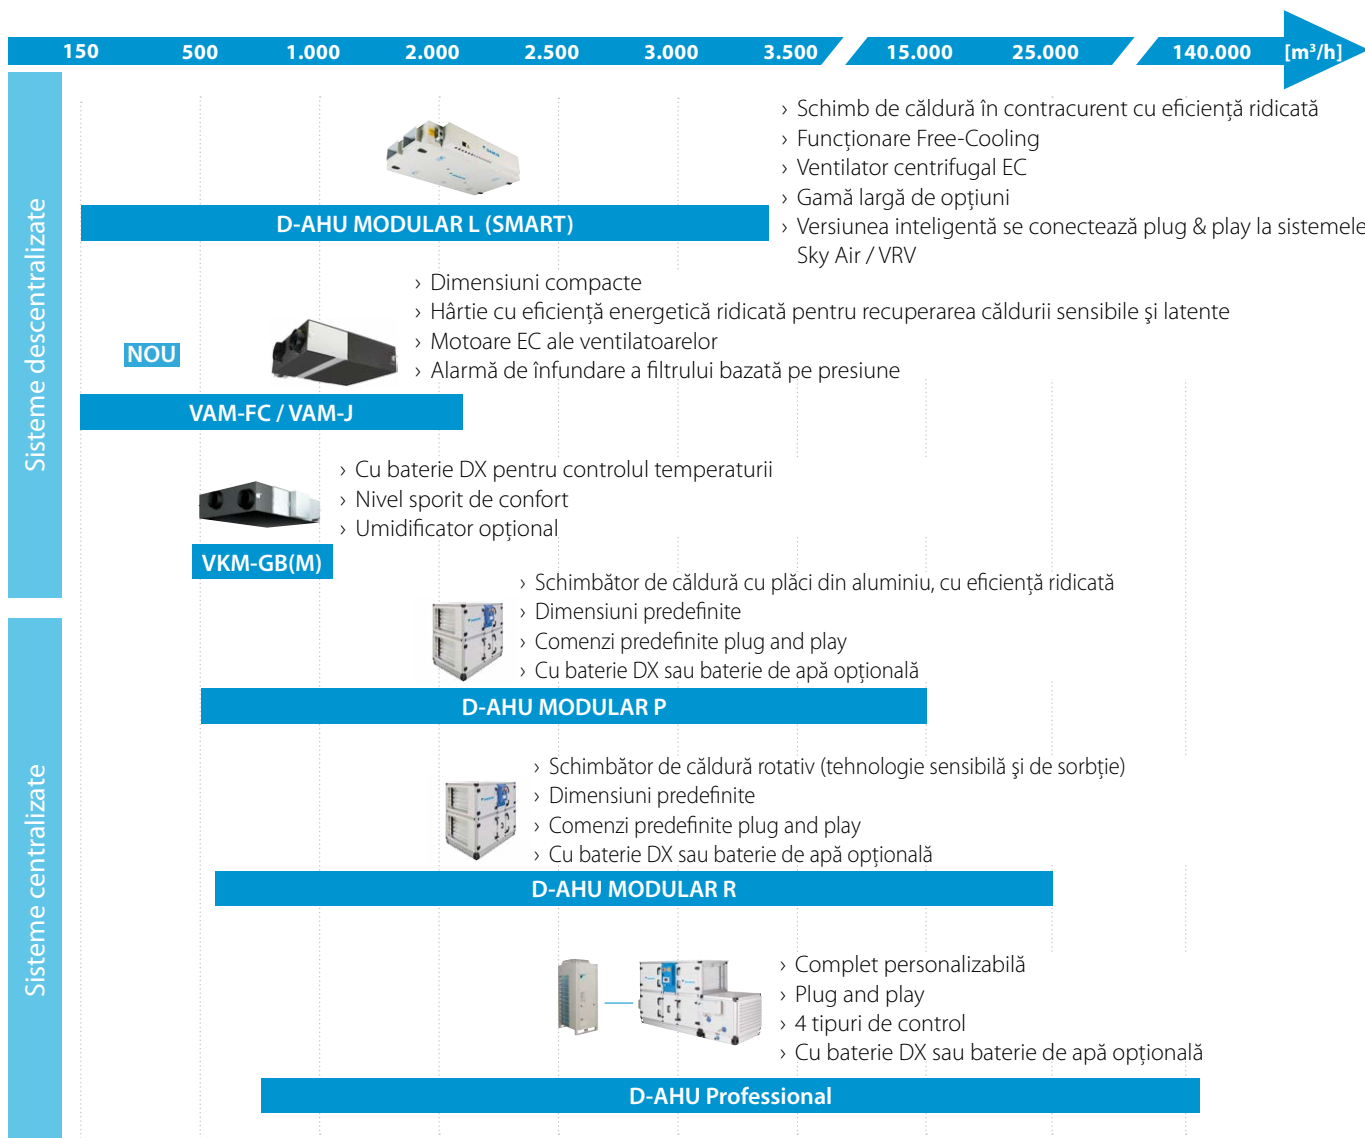 150 500 1.000 2.000 2.500 3.000 3.500 15.000 25.000 140.000 [m³/h]
Sisteme descentralizate
› Schimb de căldură în contracurent cu eficiență ridicată
› Funcționare Free-Cooling
› Ventilator centrifugal EC
› Gamă largă de opțiuni
› Versiunea inteligentă se conectează plug & play la sistemele
Sky Air / VRV
D-AHU MODULAR L (SMART)
› Dimensiuni compacte
› Hârtie cu eficiență energetică ridicată pentru recuperarea căldurii sensibile şi latente
› Motoare EC ale ventilatoarelor
› Alarmă de înfundare a filtrului bazată pe presiune
NOU
VAM-FC / VAM-J
› Cu baterie DX pentru controlul temperaturii
› Nivel sporit de confort
› Umidificator opțional
VKM-GB(M)
Sisteme centralizate
› Schimbător de căldură cu plăci din aluminiu, cu eficiență ridicată
› Dimensiuni predefinite
› Comenzi predefinite plug and play
› Cu baterie DX sau baterie de apă opțională
D-AHU MODULAR P
› Schimbător de căldură rotativ (tehnologie sensibilă şi de sorbție)
› Dimensiuni predefinite
› Comenzi predefinite plug and play
› Cu baterie DX sau baterie de apă opțională
D-AHU MODULAR R
› Complet personalizabilă
› Plug and play
› 4 tipuri de control
› Cu baterie DX sau baterie de apă opțională
D-AHU Professional